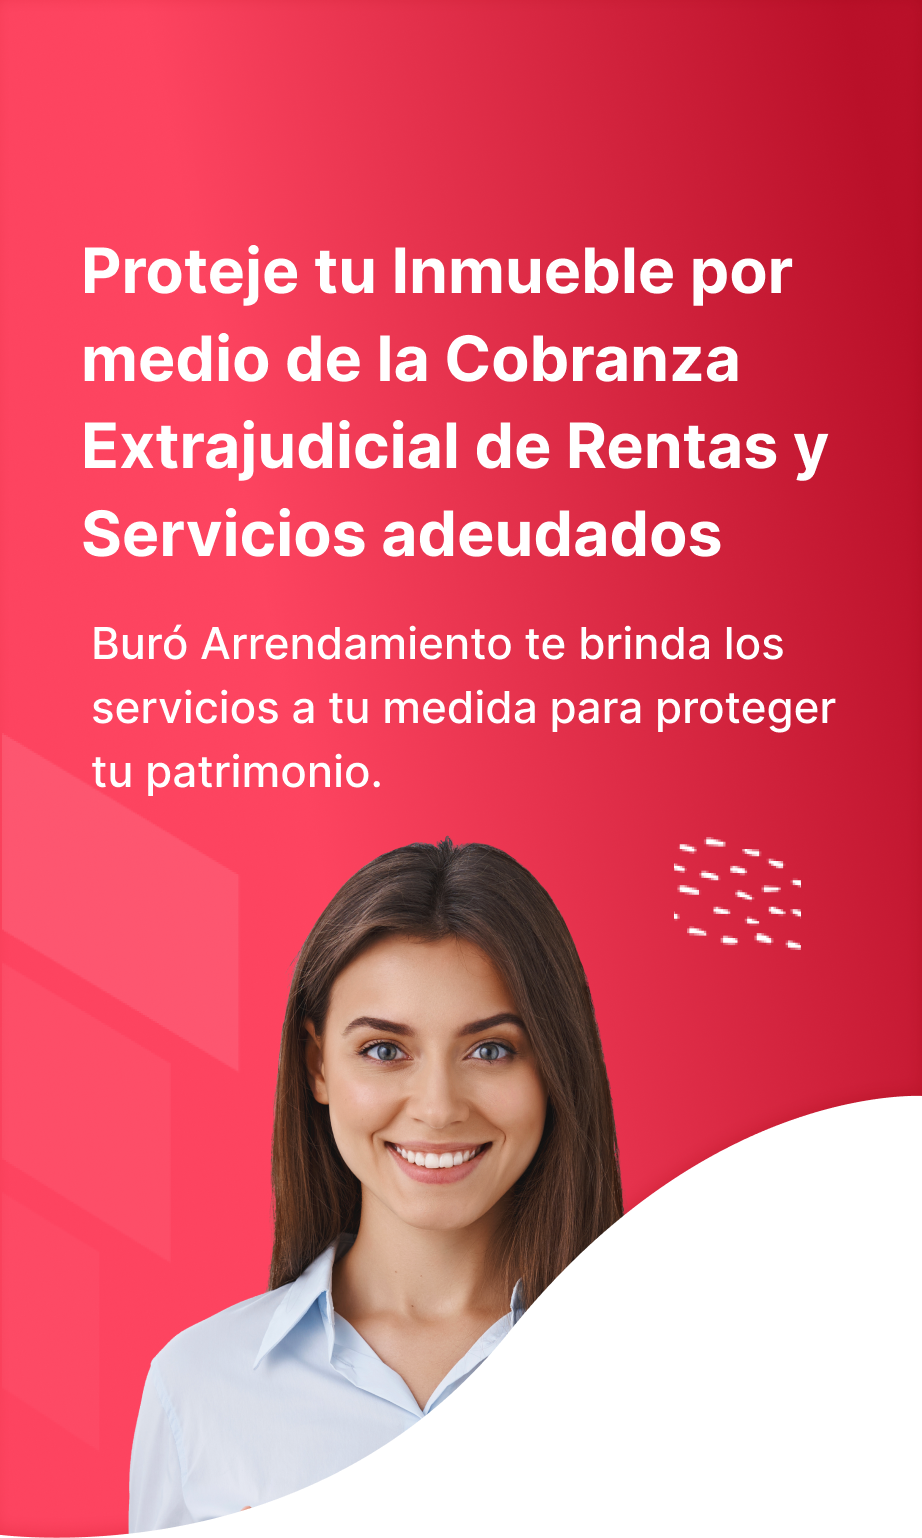 Proteje tu Inmueble por
medio de la Cobranza
Extrajudicial de Rentas y
Servicios adeudados
Buró Arrendamiento te brinda los
servicios a tu medida para proteger
tu patrimonio.